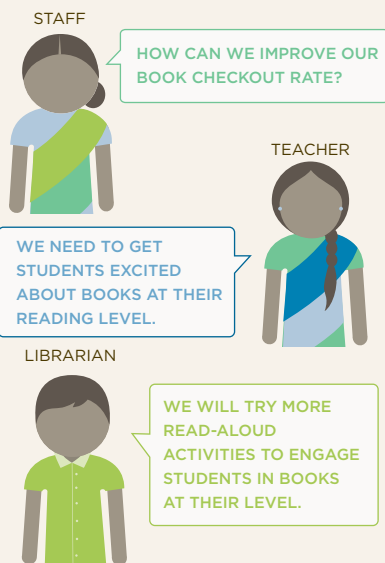 STAFF
HOW CAN WE IMPROVE OUR
BOOK CHECKOUT RATE?
TEACHER
WE NEED TO GET
STUDENTS EXCITED
ABOUT BOOKS AT THEIR
READING LEVEL.
LIBRARIAN
WE WILL TRY MORE
READ-ALOUD
ACTIVITIES TO ENGAGE
STUDENTS IN BOOKS
AT THEIR LEVEL.